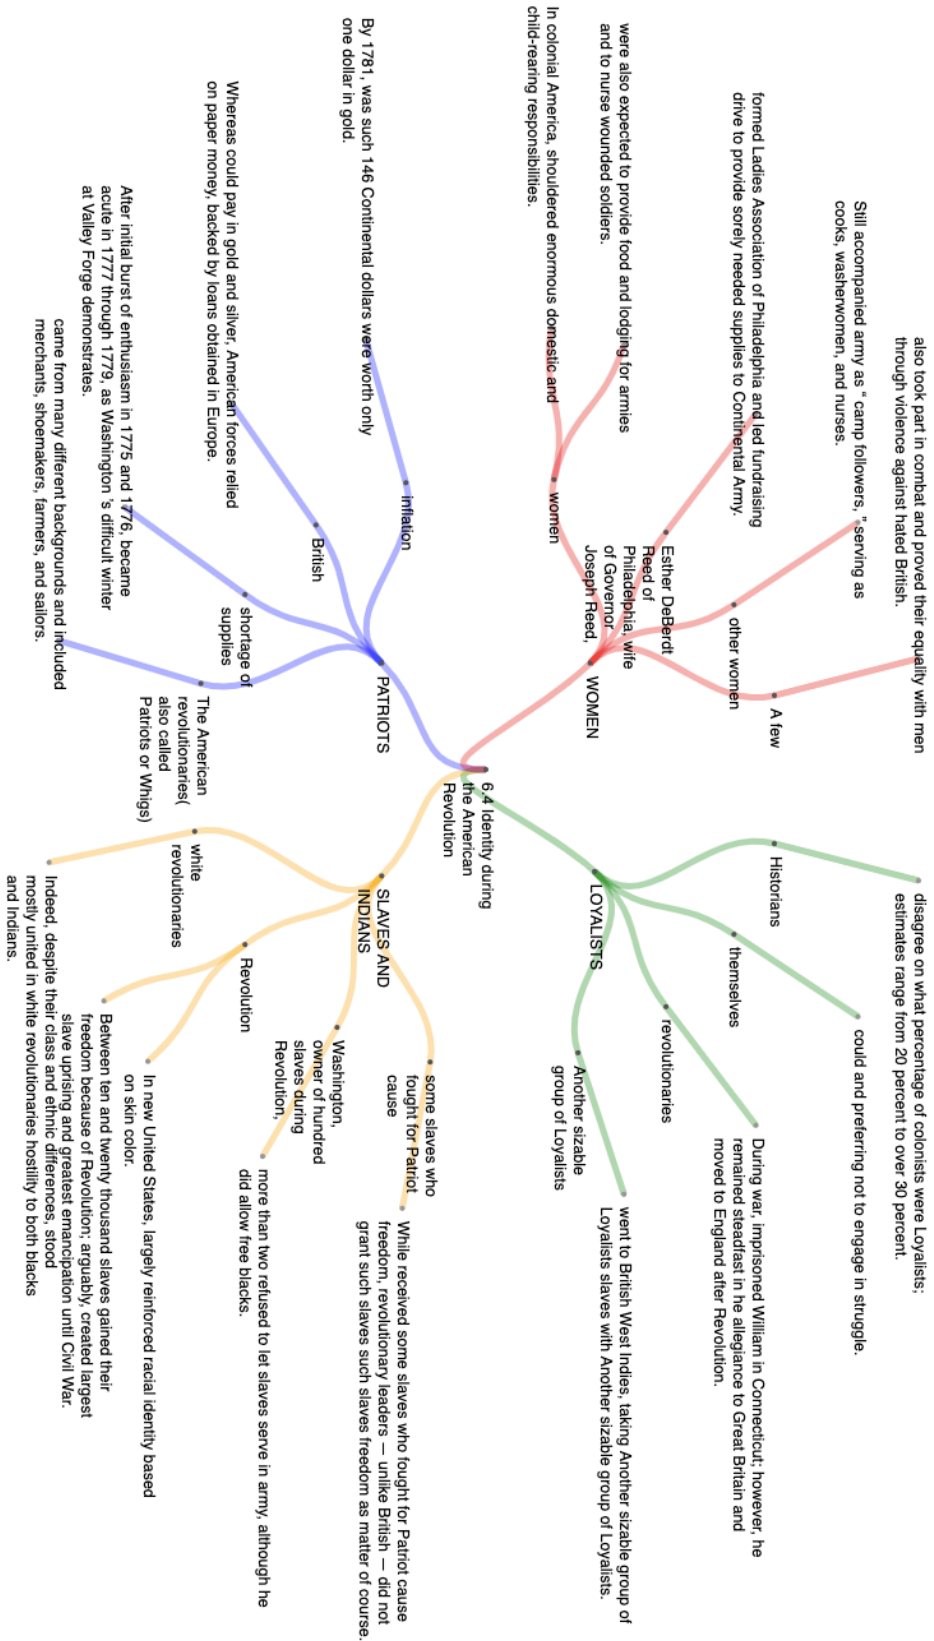 6.4 Identity during
the American
Revolution
WOMEN
women
In colonial America, shouldered enormous domestic and
child-rearing responsibilities.
were also expected to provide food and lodging for armies
and to nurse wounded soldiers.
Esther DeBerdt
Reed of
Philadelphia, wife
of Governor
Joseph Reed,
formed Ladies Association of Philadelphia and led fundraising
drive to provide sorely needed supplies to Continental Army.
other women
Still accompanied army as “ camp followers, ” serving as
cooks, washerwomen, and nurses.
A few
also took part in combat and proved their equality with men
through violence against hated British.
LOYALISTS
Historians
disagree on what percentage of colonists were Loyalists;
estimates range from 20 percent to over 30 percent.
themselves
could and preferring not to engage in struggle.
revolutionaries
During war, imprisoned William in Connecticut; however, he
remained steadfast in he allegiance to Great Britain and
moved to England after Revolution.
Another sizable
group of Loyalists
went to British West Indies, taking Another sizable group of
Loyalists slaves with Another sizable group of Loyalists.
PATRIOTS
inflation
By 1781, was such 146 Continental dollars were worth only
one dollar in gold.
British
Whereas could pay in gold and silver, American forces relied
on paper money, backed by loans obtained in Europe.
shortage of
supplies
After initial burst of enthusiasm in 1775 and 1776, became
acute in 1777 through 1779, as Washington 's difficult winter
at Valley Forge demonstrates.
The American
revolutionaries(
also called
Patriots or Whigs)
came from many different backgrounds and included
merchants, shoemakers, farmers, and sailors.
SLAVES AND
INDIANS
some slaves who
fought for Patriot
cause
While received some slaves who fought for Patriot cause
freedom, revolutionary leaders — unlike British — did not
grant such slaves such slaves freedom as matter of course.
Washington,
owner of hundred
slaves during
Revolution,
more than two refused to let slaves serve in army, although he
did allow free blacks.
Revolution
In new United States, largely reinforced racial identity based
on skin color.
Between ten and twenty thousand slaves gained their
freedom because of Revolution; arguably, created largest
slave uprising and greatest emancipation until Civil War.
white
revolutionaries
Indeed, despite their class and ethnic differences, stood
mostly united in white revolutionaries hostility to both blacks
and Indians.